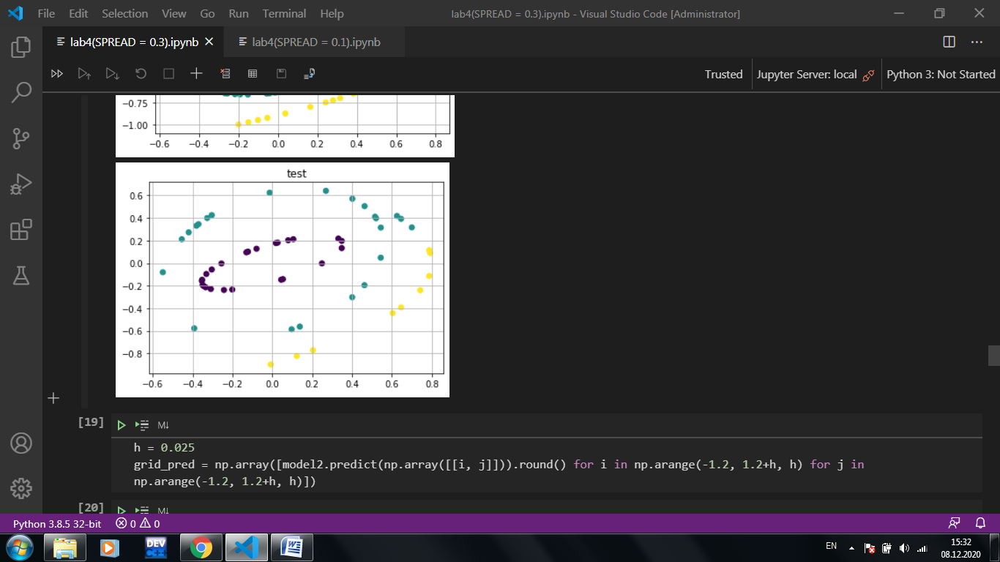 File Edit Selection View Go Run Terminal Help lab4(SPREAD = 0.3).ipynb - Visual Studio Code [Administrator]
lab4(SPREAD = 0.3).ipynb lab4(SPREAD = 0.1).ipynb
Trusted Jupyter Server: local Python 3: Not Started
−0.75
−1.00
−0.6 −0.4 −0.2 0.0 0.2 0.4 0.6 0.8
test
0.6
0.4
0.2
0.0
−0.2
−0.4
−0.6
−0.8
−0.6 −0.4 −0.2 0.0 0.2 0.4 0.6 0.8
[19] M↓
h = 0.025
grid_pred = np.array([model2.predict(np.array([[i, j]])).round() for i in np.arange(-1.2, 1.2+h, h) for j in
np.arange(-1.2, 1.2+h, h)])
[20] M↓
Python 3.8.5 32-bit 0 0
DEV C++ EN 15:32
08.12.2020